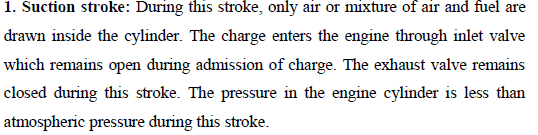 1. Suction stroke: During this stroke, only air or mixture of air and fuel are
drawn inside the cylinder. The charge enters the engine through inlet valve
which remains open during admission of charge. The exhaust valve remains
closed during this stroke. The pressure in the engine cylinder is less than
atmospheric pressure during this stroke.